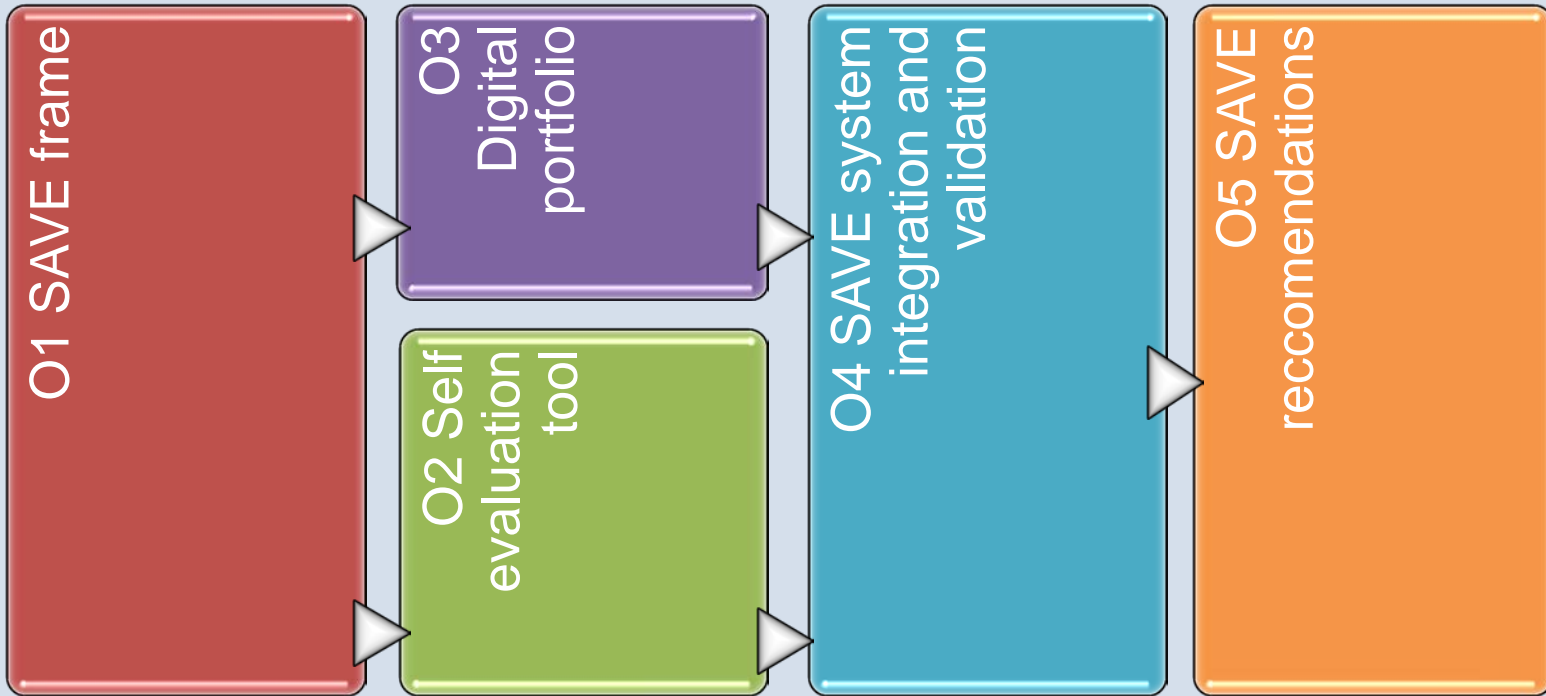 O1 SAVE frame
O3
Digital
portfolio
O2 Self
evaluation
tool
O4 SAVE system
integration and
validation
O5 SAVE
reccomendations